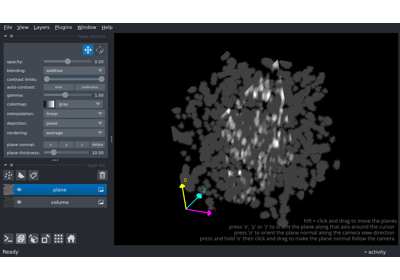 File View Layers Plugins Window Help
layer controls
opacity: 0.50
blending: additive
contrast limits:
auto-contrast: once continuous
gamma: 1.00
colormap: gray
interpolation: linear
depiction: plane
rendering: average
plane normal: x y z oblique
plane thickness: 10.00
layer list
plane
volume
0
shift + click and drag to move the planes
press 'x', 'y' or 'z' to orient the plane along that axis around the cursor
press 'o' to orient the plane normal along the camera view direction
press and hold 'o' then click and drag to make the plane normal follow the camera
Ready
activity